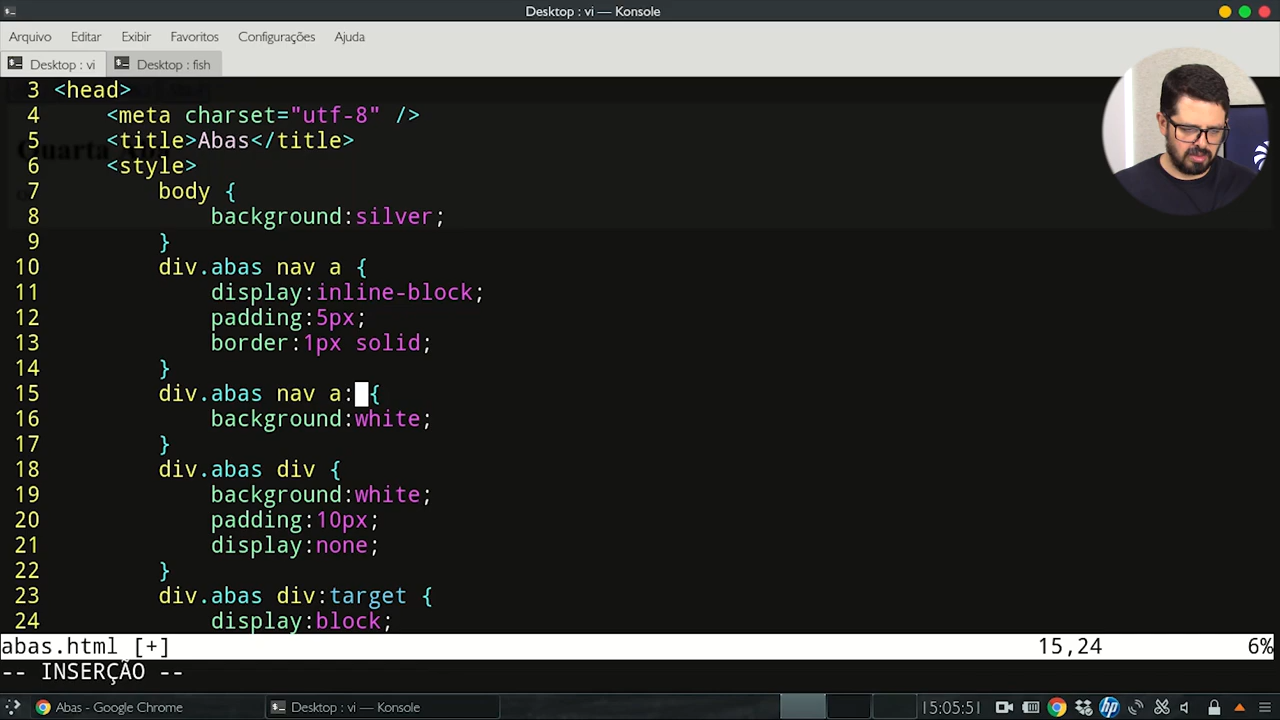 Desktop : vi — Konsole
Arquivo Editar Exibir Favoritos Configurações Ajuda
Desktop : vi Desktop : fish
3 <head>
4 <meta charset="utf-8" />
5 <title>Abas</title>
6 <style>
7 body {
8 background:silver;
9 }
10 div.abas nav a {
11 display:inline-block;
12 padding:5px;
13 border:1px solid;
14 }
15 div.abas nav a: {
16 background:white;
17 }
18 div.abas div {
19 background:white;
20 padding:10px;
21 display:none;
22 }
23 div.abas div:target {
24 display:block;
abas.html [+] 15,24 6%
-- INSERÇÃO --
Abas - Google Chrome Desktop : vi — Konsole 15:05:51